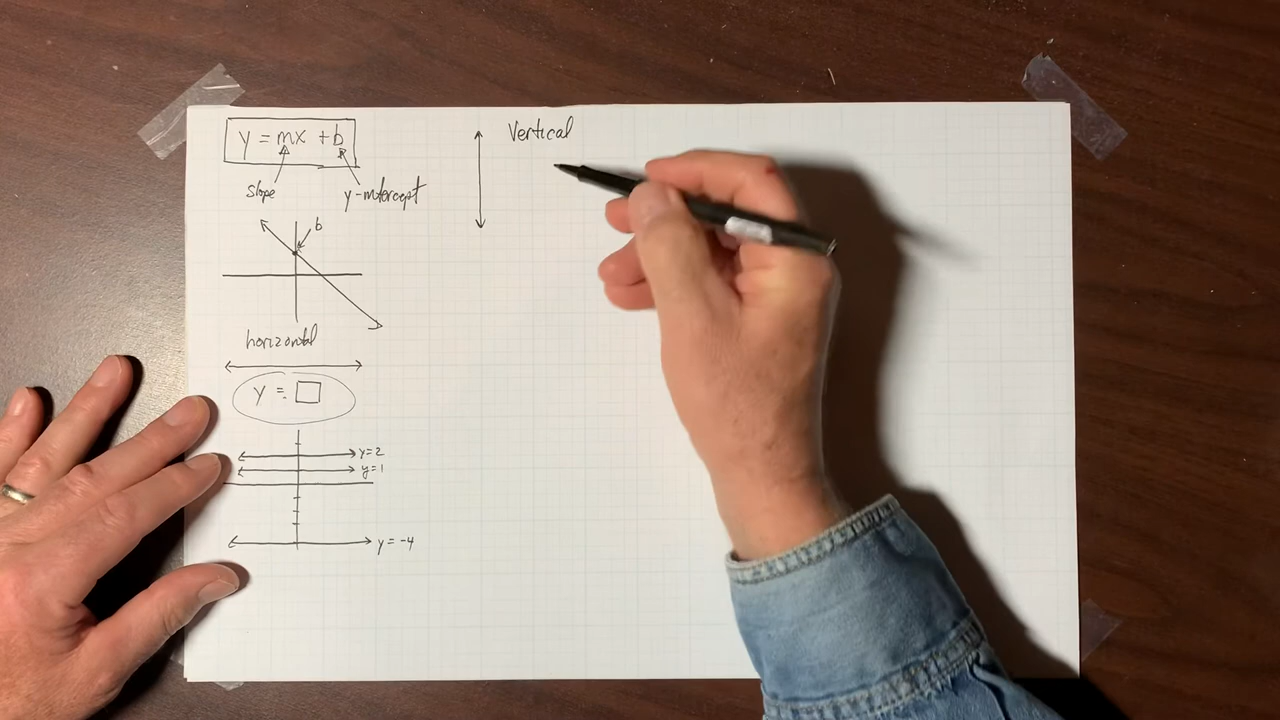 y = mx + b
slope
y-intercept
b
horizontal
y = □
y=2
y=1
y = -4
Vertical